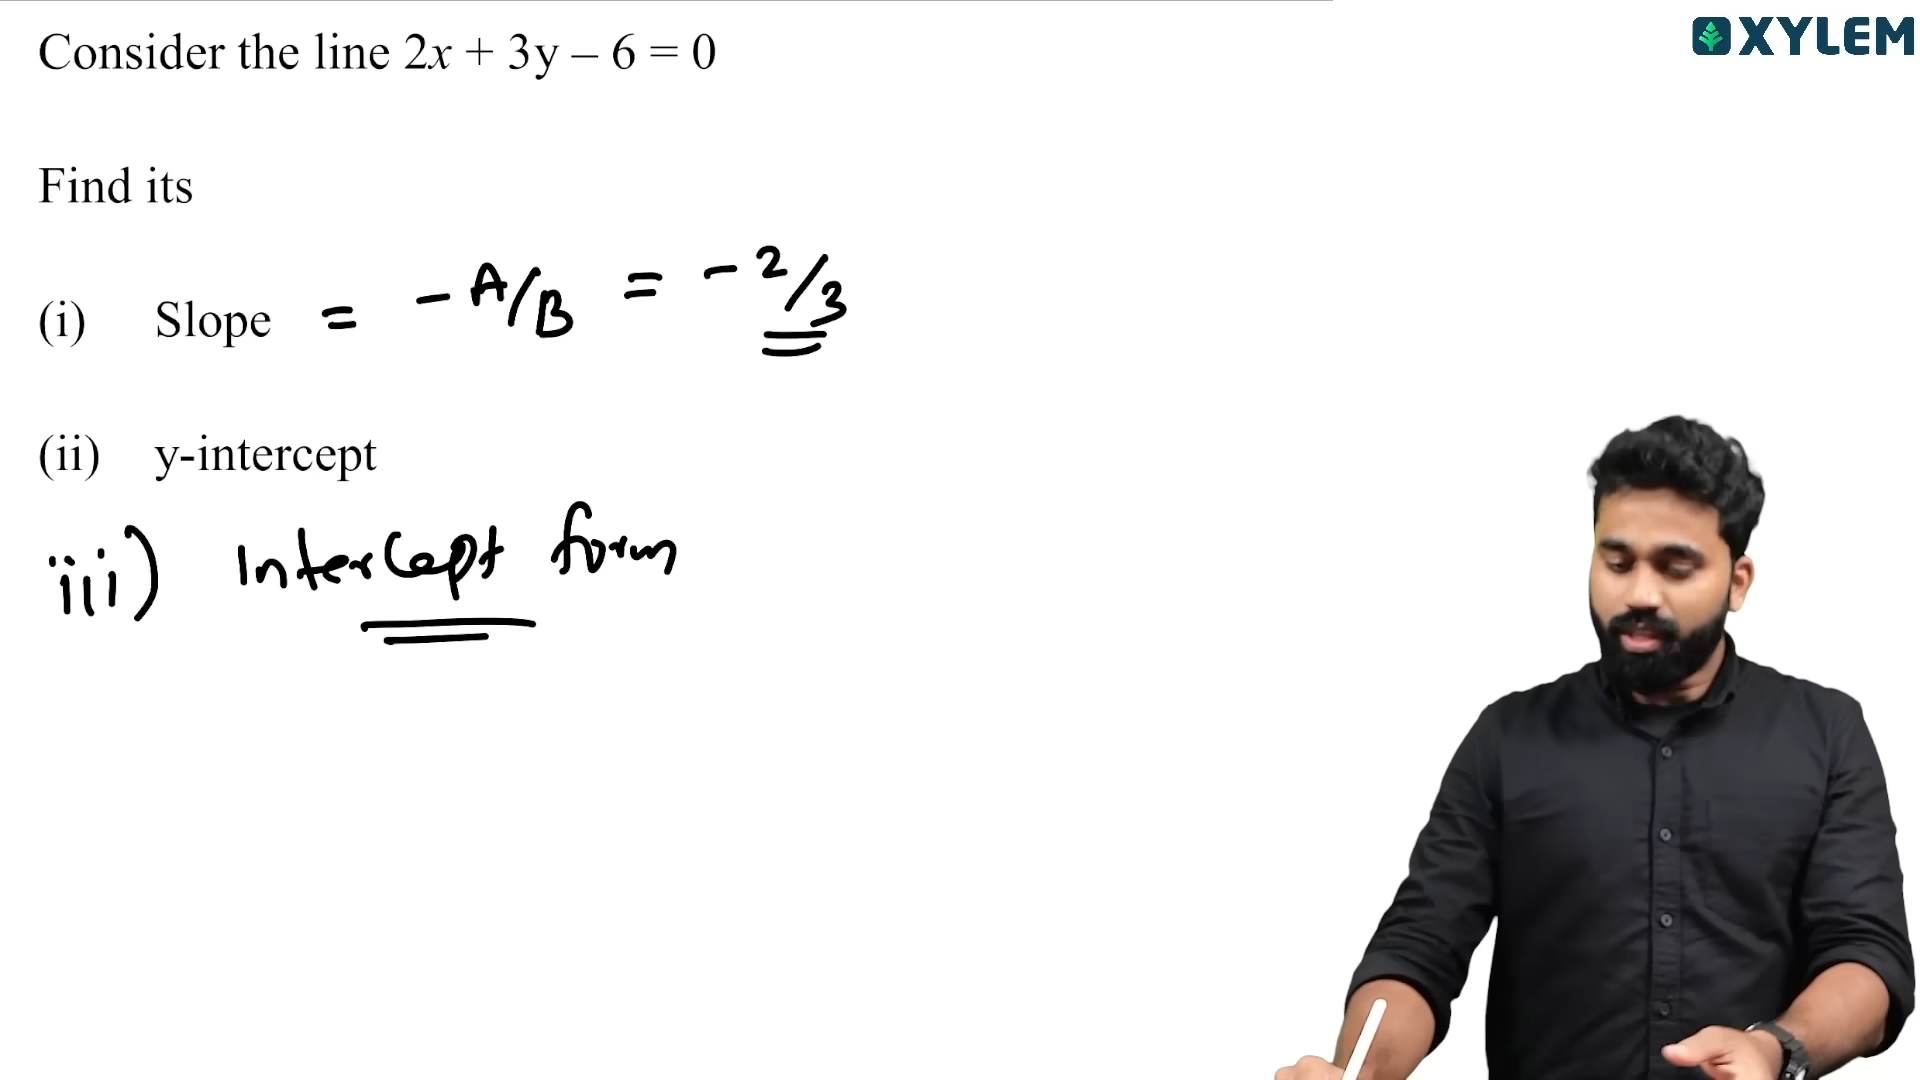 XYLEM
Consider the line 2x + 3y – 6 = 0
Find its
(i) Slope = - A/B = - 2/3
(ii) y-intercept
iii) Intercept form